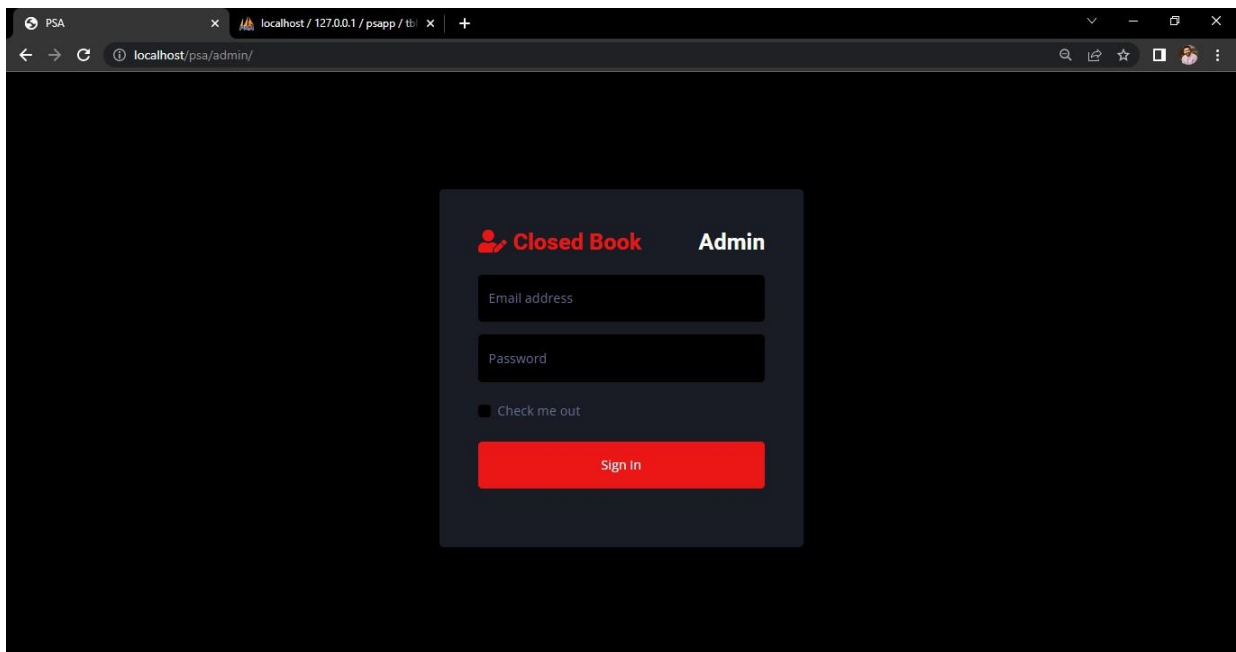 PSA
localhost / 127.0.0.1 / psapp / tbl
localhost/psa/admin/
Closed Book Admin
Email address
Password
Check me out
Sign In